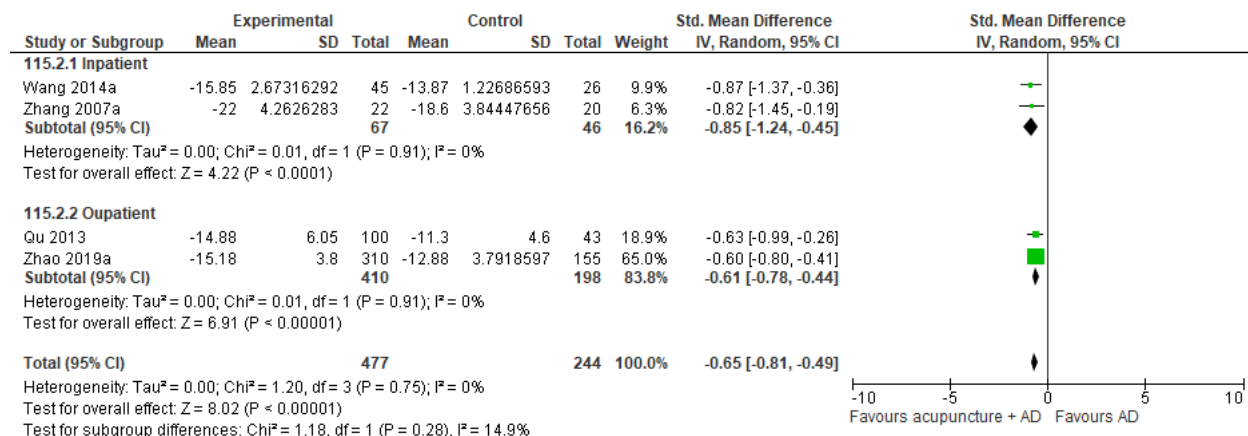 Experimental Control Std. Mean Difference Std. Mean Difference
Study or Subgroup Mean SD Total Mean SD Total Weight IV, Random, 95% CI IV, Random, 95% CI
115.2.1 Inpatient
Wang 2014a -15.85 2.67316292 45 -13.87 1.22686593 26 9.9% -0.87 [-1.37, -0.36]
Zhang 2007a -22 4.2626283 22 -18.6 3.84447656 20 6.3% -0.82 [-1.45, -0.19]
Subtotal (95% CI) 67 46 16.2% -0.85 [-1.24, -0.45]
Heterogeneity: Tau² = 0.00; Chi² = 0.01, df = 1 (P = 0.91); I² = 0%
Test for overall effect: Z = 4.22 (P < 0.0001)
115.2.2 Oupatient
Qu 2013 -14.88 6.05 100 -11.3 4.6 43 18.9% -0.63 [-0.99, -0.26]
Zhao 2019a -15.18 3.8 310 -12.88 3.7918597 155 65.0% -0.60 [-0.80, -0.41]
Subtotal (95% CI) 410 198 83.8% -0.61 [-0.78, -0.44]
Heterogeneity: Tau² = 0.00; Chi² = 0.01, df = 1 (P = 0.91); I² = 0%
Test for overall effect: Z = 6.91 (P < 0.00001)
Total (95% CI) 477 244 100.0% -0.65 [-0.81, -0.49]
Heterogeneity: Tau² = 0.00; Chi² = 1.20, df = 3 (P = 0.75); I² = 0%
Test for overall effect: Z = 8.02 (P < 0.00001)
Test for subgroup differences: Chi² = 1.18, df = 1 (P = 0.28), I² = 14.9%
-10 -5 0 5 10
Favours acupuncture + AD Favours AD